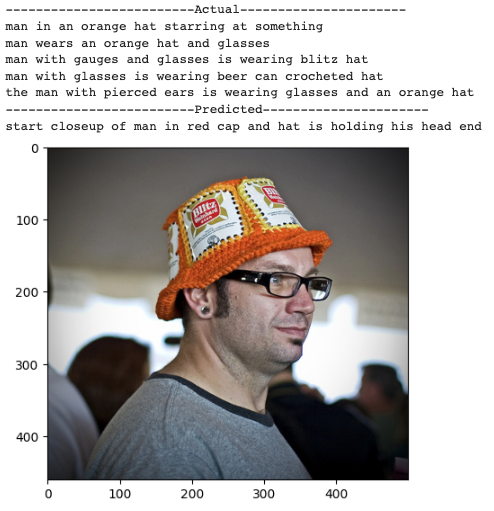 -------------------------Actual----------------------
man in an orange hat starring at something
man wears an orange hat and glasses
man with gauges and glasses is wearing blitz hat
man with glasses is wearing beer can crocheted hat
the man with pierced ears is wearing glasses and an orange hat
-------------------------Predicted----------------------
start closeup of man in red cap and hat is holding his head end
0
100
200
300
400
Blitz
Blitz
0 100 200 300 400